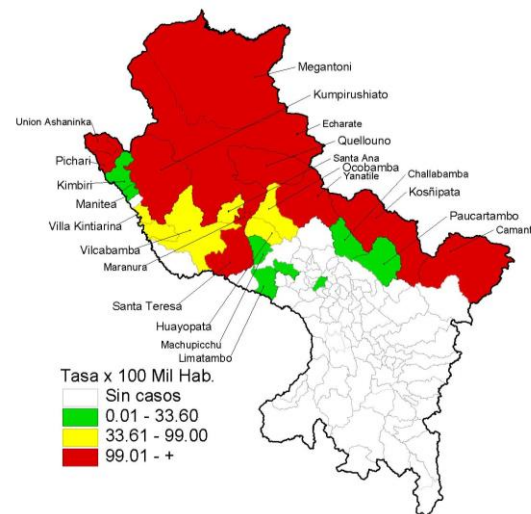 Megantoni
Kumpirushiato
Union Ashaninka
Echarate
Quellouno
Pichari
Santa Ana
Ocobamba
Yanatile
Challabamba
Kimbiri
Kosñipata
Manitea
Paucartambo
Villa Kintiarina
Camant
Vilcabamba
Maranura
Santa Teresa
Huayopata
Machupicchu
Limatambo
Tasa x 100 Mil Hab.
Sin casos
0.01 - 33.60
33.61 - 99.00
99.01 - +